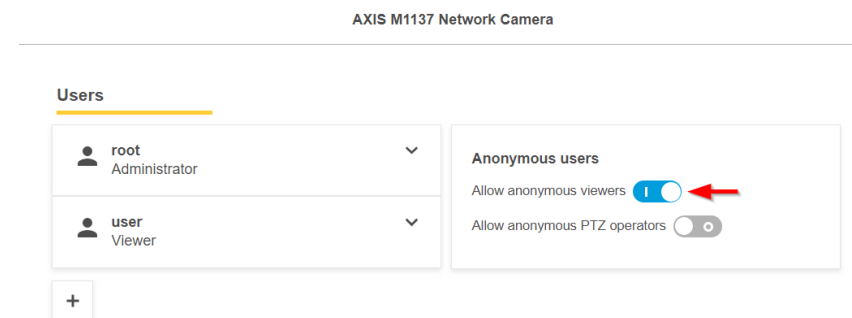 AXIS M1137 Network Camera
Users
root
Administrator
user
Viewer
Anonymous users
Allow anonymous viewers
Allow anonymous PTZ operators